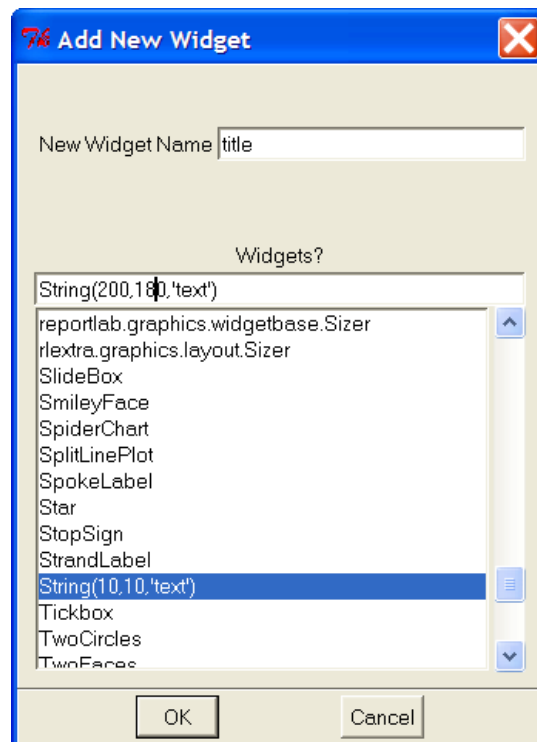 Add New Widget
New Widget Name title
Widgets?
String(200,180,'text')
reportlab.graphics.widgetbase.Sizer
rlextra.graphics.layout.Sizer
SlideBox
SmileyFace
SpiderChart
SplitLinePlot
SpokeLabel
Star
StopSign
StrandLabel
String(10,10,'text')
Tickbox
TwoCircles
TwoFaces
OK Cancel